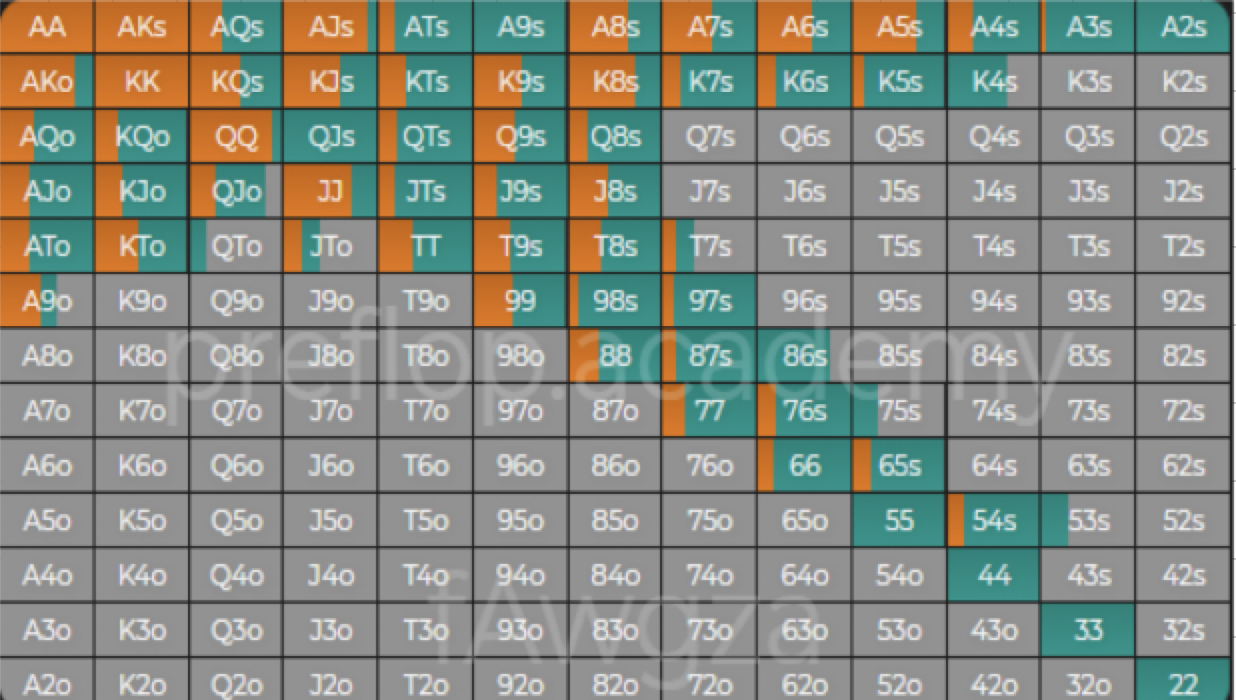 AA AKs AQs AJs ATs A9s A8s A7s A6s A5s A4s A3s A2s
AKo KK KQs KJs KTs K9s K8s K7s K6s K5s K4s K3s K2s
AQo KQo QQ QJs QTs Q9s Q8s Q7s Q6s Q5s Q4s Q3s Q2s
AJo KJo QJo JJ JTs J9s J8s J7s J6s J5s J4s J3s J2s
ATo KTo QTo JTo TT T9s T8s T7s T6s T5s T4s T3s T2s
A9o K9o Q9o J9o T9o 99 98s 97s 96s 95s 94s 93s 92s
preflop.academy
A8o K8o Q8o J8o T8o 98o 88 87s 86s 85s 84s 83s 82s
A7o K7o Q7o J7o T7o 97o 87o 77 76s 75s 74s 73s 72s
A6o K6o Q6o J6o T6o 96o 86o 76o 66 65s 64s 63s 62s
A5o K5o Q5o J5o T5o 95o 85o 75o 65o 55 54s 53s 52s
A4o K4o Q4o J4o T4o 94o 84o 74o 64o 54o 44 43s 42s
fAwgza
A3o K3o Q3o J3o T3o 93o 83o 73o 63o 53o 43o 33 32s
A2o K2o Q2o J2o T2o 92o 82o 72o 62o 52o 42o 32o 22